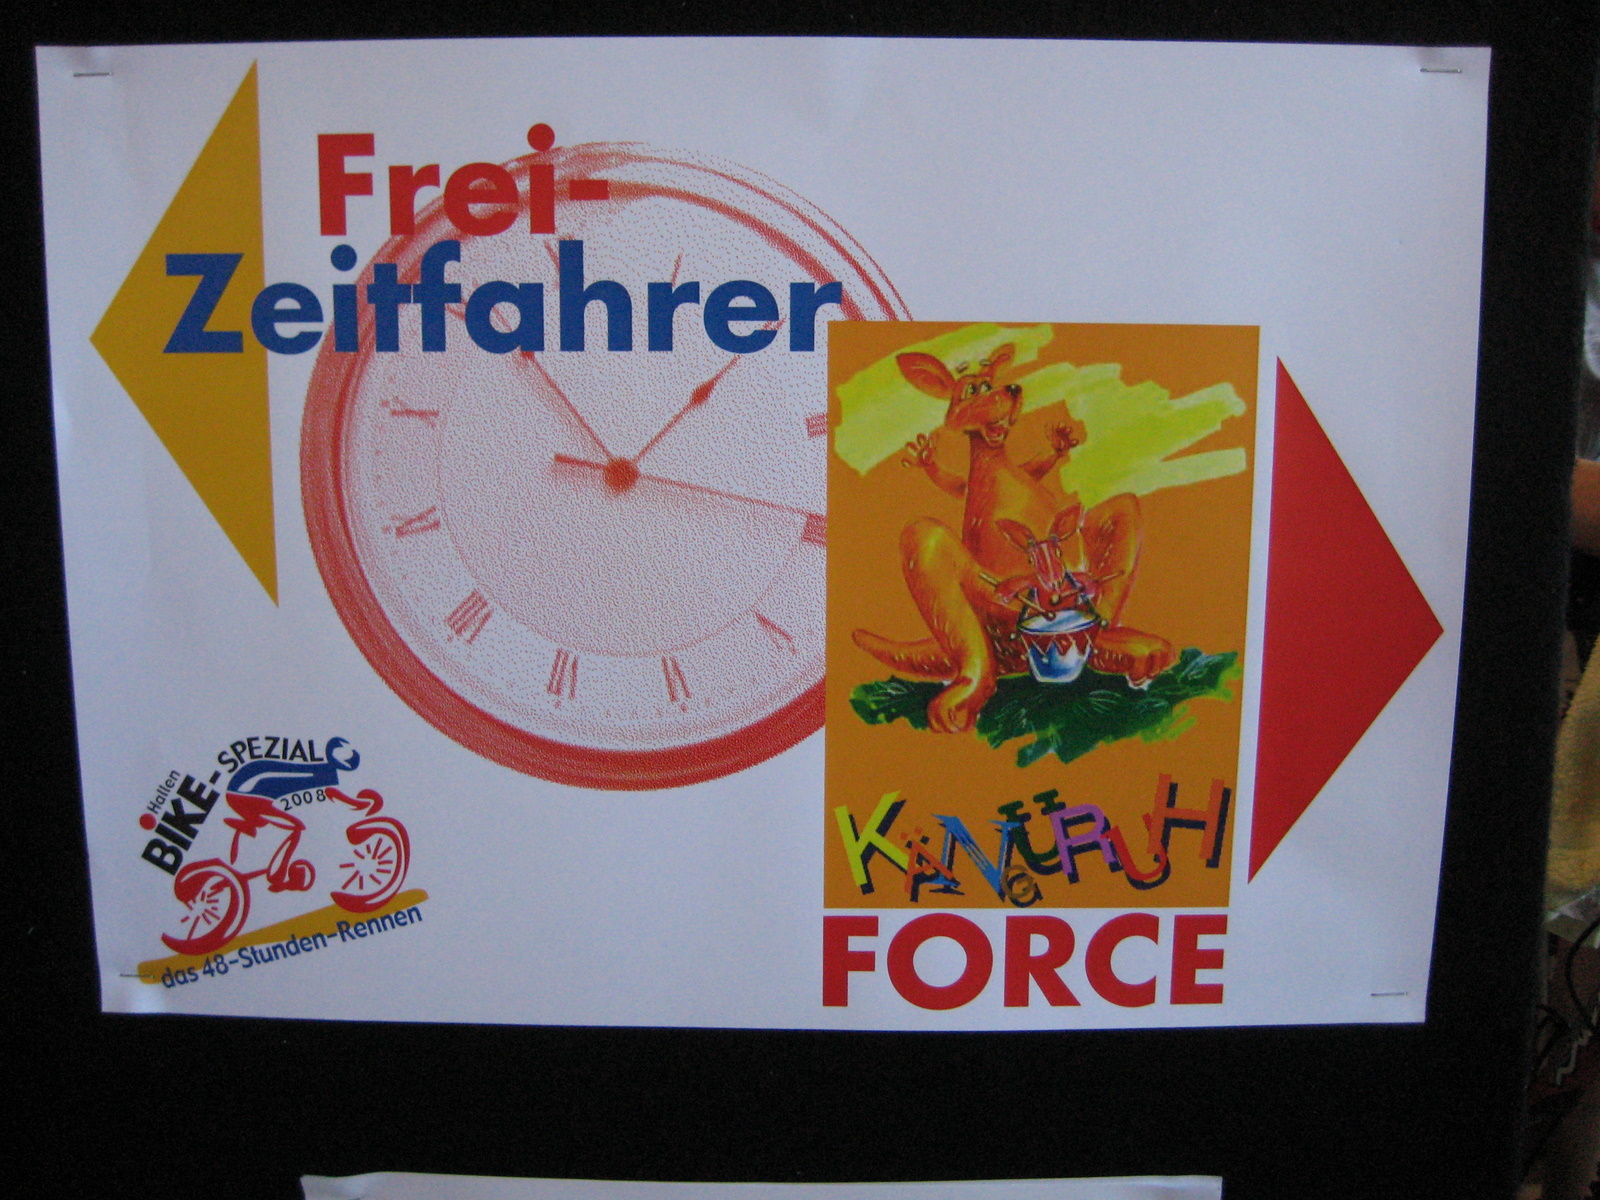 Frei-
Zeitfahrer
KÄNGURUH
FORCE
Hallen
BIKE-SPEZIAL
2008
das 48-Stunden-Rennen